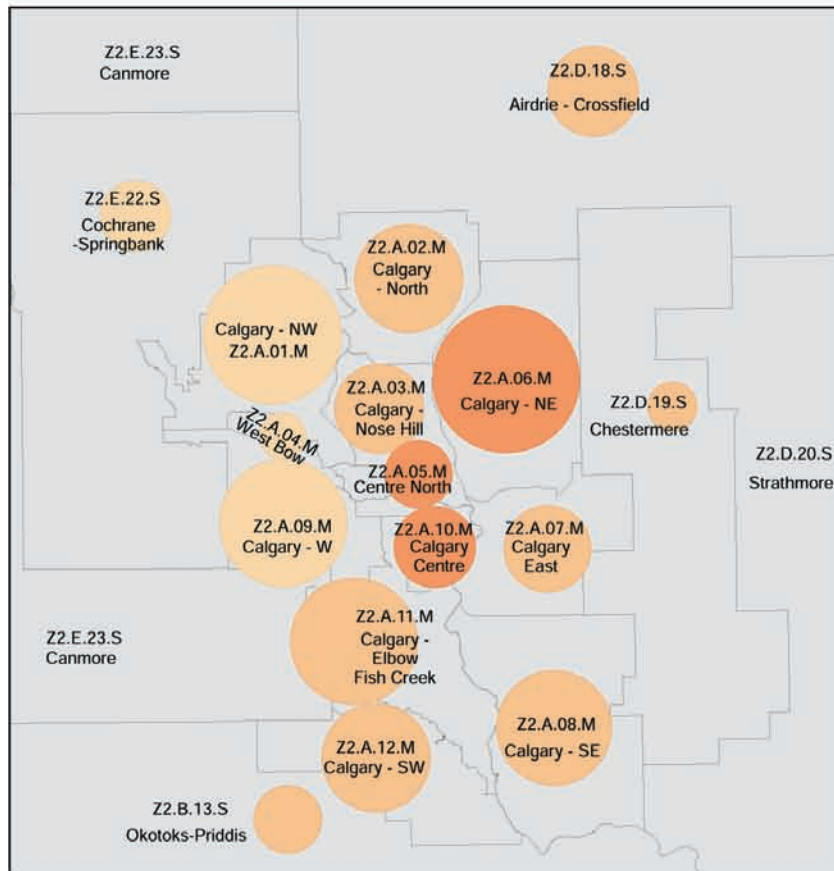 Z2.E.23.S
Canmore
Z2.D.18.S
Airdrie - Crossfield
Z2.E.22.S
Cochrane
-Springbank
Z2.A.02.M
Calgary
- North
Calgary - NW
Z2.A.01.M
Z2.A.03.M
Calgary -
Nose Hill
Z2.A.06.M
Calgary - NE
Z2.D.19.S
Chestermere
Z2.A.04.M
West Bow
Z2.A.05.M
Centre North
Z2.D.20.S
Strathmore
Z2.A.09.M
Calgary - W
Z2.A.10.M
Calgary
Centre
Z2.A.07.M
Calgary
East
Z2.E.23.S
Canmore
Z2.A.11.M
Calgary -
Elbow
Fish Creek
Z2.A.12.M
Calgary - SW
Z2.A.08.M
Calgary - SE
Z2.B.13.S
Okotoks-Priddis